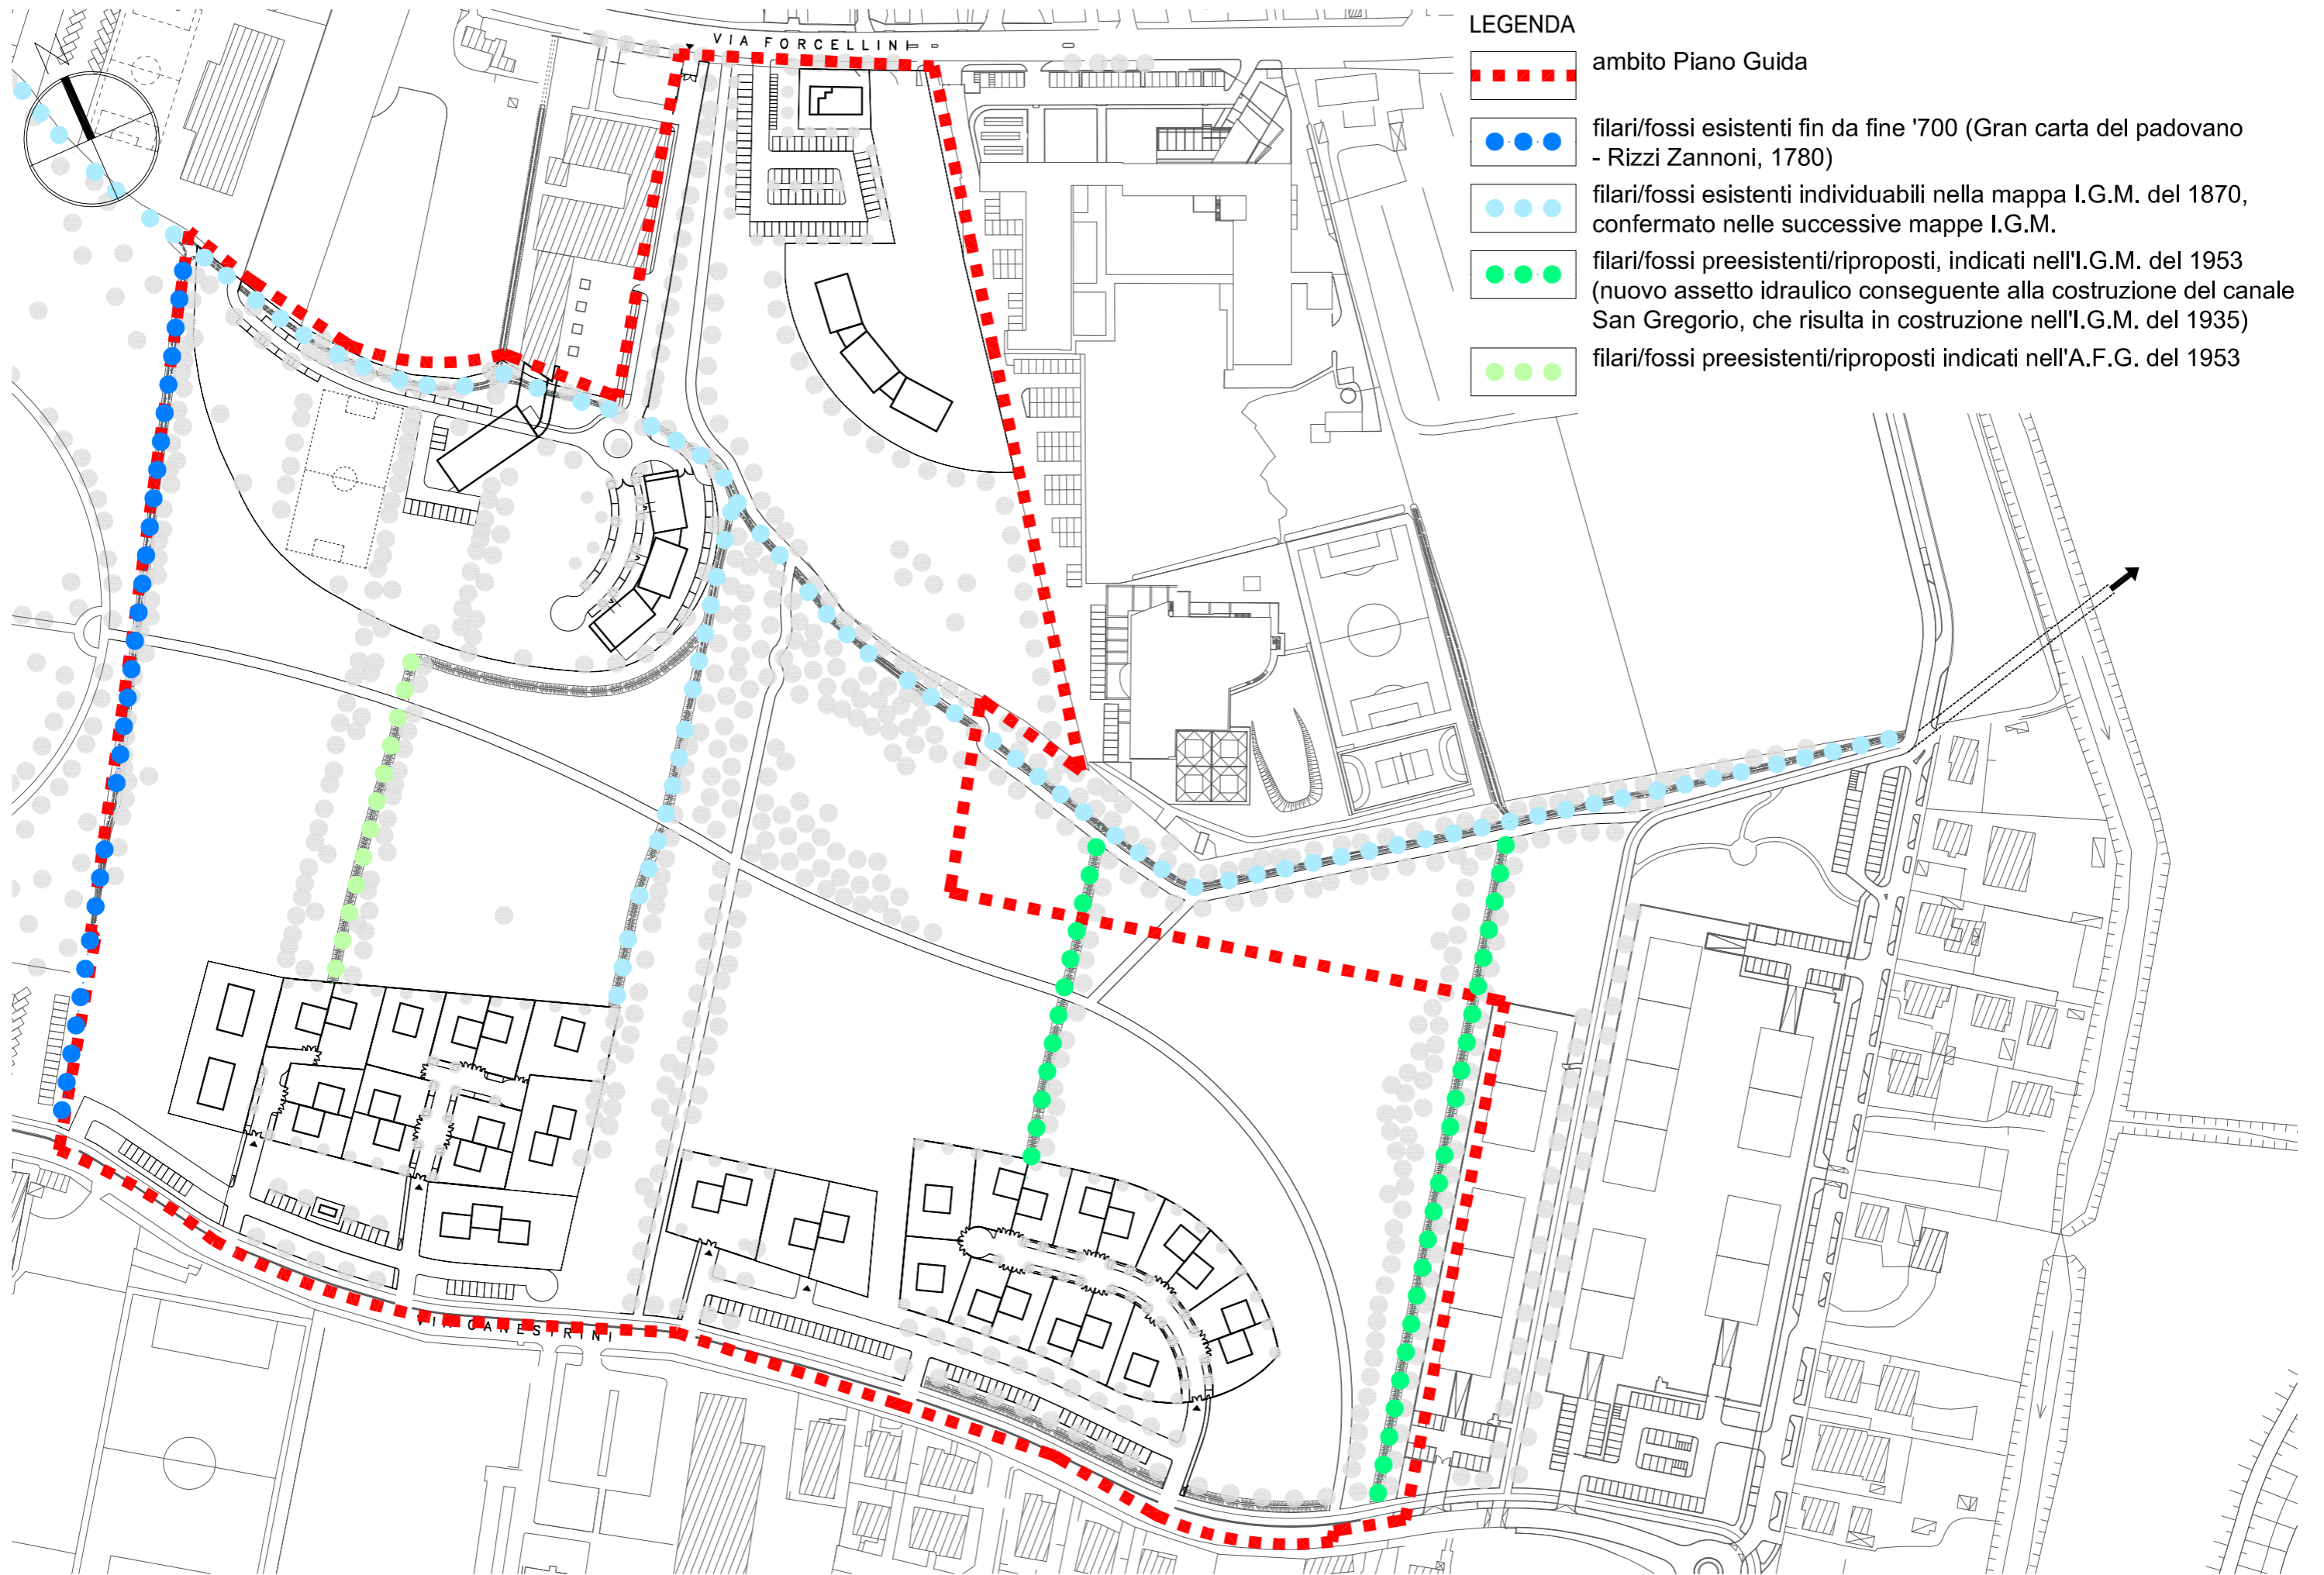 VIA FORCELLINI
LEGENDA
ambito Piano Guida
filari/fossi esistenti fin da fine '700 (Gran carta del padovano
- Rizzi Zannoni, 1780)
filari/fossi esistenti individuabili nella mappa I.G.M. del 1870,
confermato nelle successive mappe I.G.M.
filari/fossi preesistenti/riproposti, indicati nell'I.G.M. del 1953
(nuovo assetto idraulico conseguente alla costruzione del canale
San Gregorio, che risulta in costruzione nell'I.G.M. del 1935)
filari/fossi preesistenti/riproposti indicati nell'A.F.G. del 1953
VIA CANESTRINI